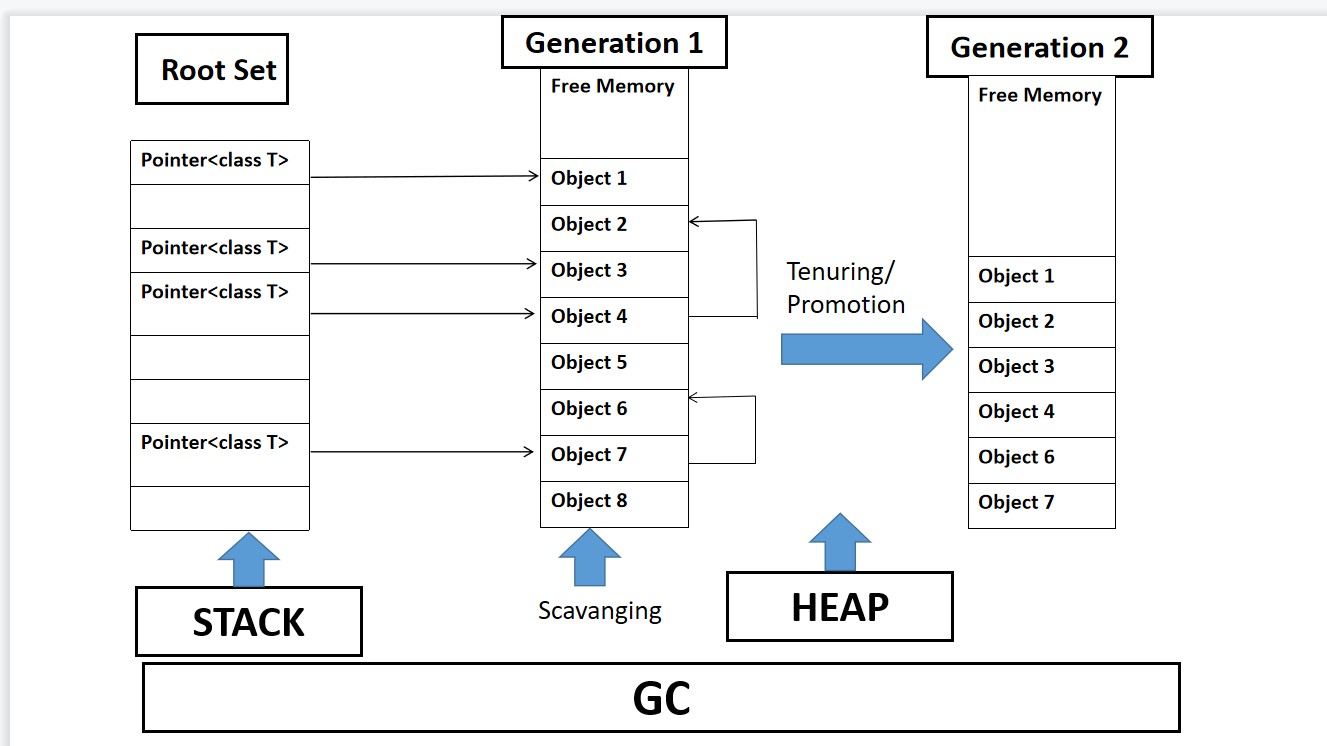 Root Set
Pointer<class T>
Pointer<class T>
Pointer<class T>
Pointer<class T>
STACK
Generation 1
Free Memory
Object 1
Object 2
Object 3
Object 4
Object 5
Object 6
Object 7
Object 8
Scavanging
Tenuring/
Promotion
HEAP
Generation 2
Free Memory
Object 1
Object 2
Object 3
Object 4
Object 6
Object 7
GC